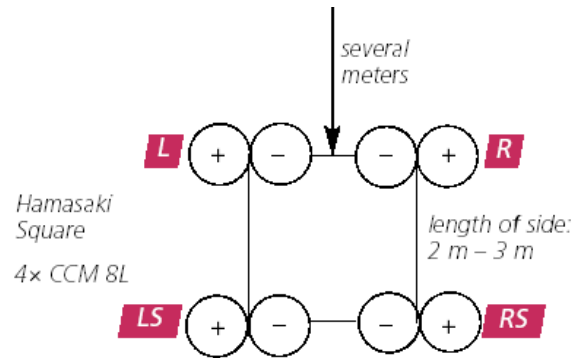 several
meters
L + − − + R
Hamasaki
Square
4× CCM 8L
length of side:
2 m – 3 m
LS + − − + RS